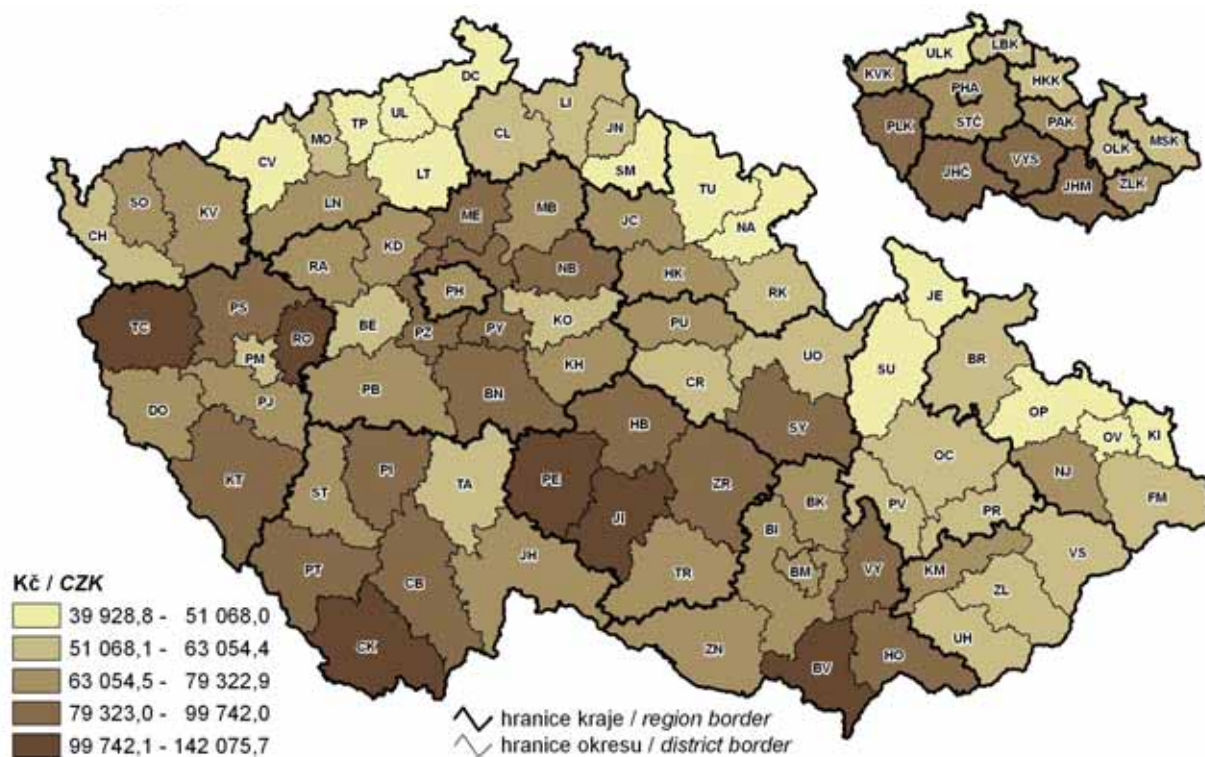 DC
LI
UL
TP
MO
CL
JN
CV
LT
SM
TU
SO
KV
LN
ME
MB
JC
NA
CH
KD
RA
NB
HK
RK
PH
TC
PS
RO
BE
PZ
PY
KO
PU
UO
PM
KH
CR
DO
PJ
PB
BN
SY
HB
KT
ST
PI
TA
PE
ZR
JI
BK
BI
PT
CB
JH
TR
BM
VY
CK
ZN
BV
HO
JE
SU
BR
OP
OV
KI
OC
NJ
FM
PV
PR
KM
VS
ZL
UH
ULK
LBK
KVK
HKK
PHA
STČ
PAK
PLK
OLK
MSK
VYS
JHČ
JHM
ZLK
Kč / CZK
39 928,8 - 51 068,0
51 068,1 - 63 054,4
63 054,5 - 79 322,9
79 323,0 - 99 742,0
99 742,1 - 142 075,7
hranice kraje / region border
hranice okresu / district border